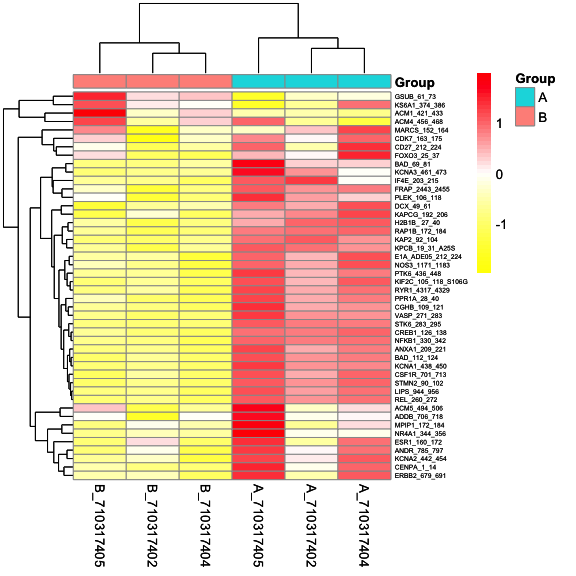 Group
GSUB_61_73
KS6A1_374_386
ACM1_421_433
ACM4_456_468
MARCS_152_164
CDK7_163_175
CD27_212_224
FOXO3_25_37
BAD_69_81
KCNA3_461_473
IF4E_203_215
FRAP_2443_2455
PLEK_106_118
DCX_49_61
KAPCG_192_206
H2B1B_27_40
RAP1B_172_184
KAP2_92_104
KPCB_19_31_A25S
E1A_ADE05_212_224
NOS3_1171_1183
PTK6_436_448
KIF2C_105_118_S106G
RYR1_4317_4329
PPR1A_28_40
CGHB_109_121
VASP_271_283
STK6_283_295
CREB1_126_138
NFKB1_330_342
ANXA1_209_221
BAD_112_124
KCNA1_438_450
CSF1R_701_713
STMN2_90_102
LIPS_944_956
REL_260_272
ACM5_494_506
ADDB_706_718
MPIP1_172_184
NR4A1_344_356
ESR1_160_172
ANDR_785_797
KCNA2_442_454
CENPA_1_14
ERBB2_679_691
B_710317405
B_710317402
B_710317404
A_710317405
A_710317402
A_710317404
1
0
-1
Group
A
B